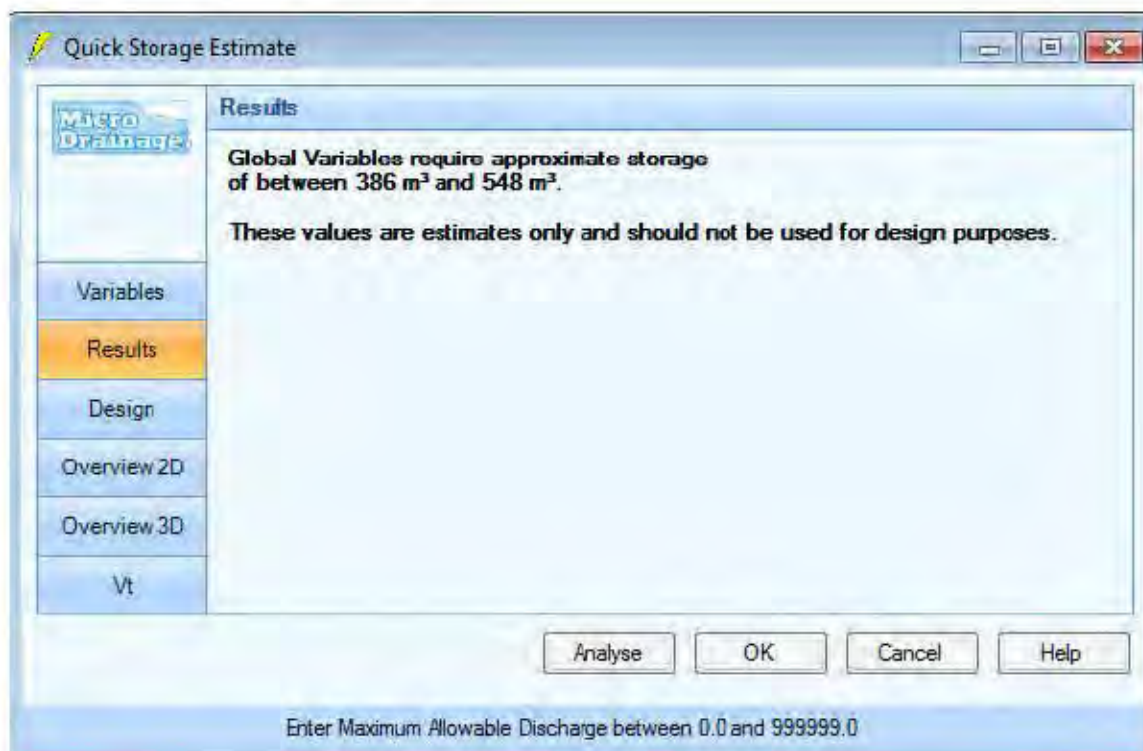 Quick Storage Estimate
Micro
Drainage
Results
Global Variables require approximate storage
of between 386 m³ and 548 m³.
These values are estimates only and should not be used for design purposes.
Variables
Results
Design
Overview 2D
Overview 3D
Vt
Analyse
OK
Cancel
Help
Enter Maximum Allowable Discharge between 0.0 and 999999.0